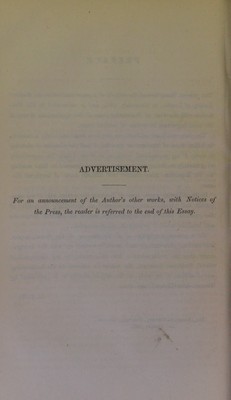 ADVERTISEMENT.
For an announcement of the Author's other works, with Notices of
the Press, the reader is referred to the end of this Essay.